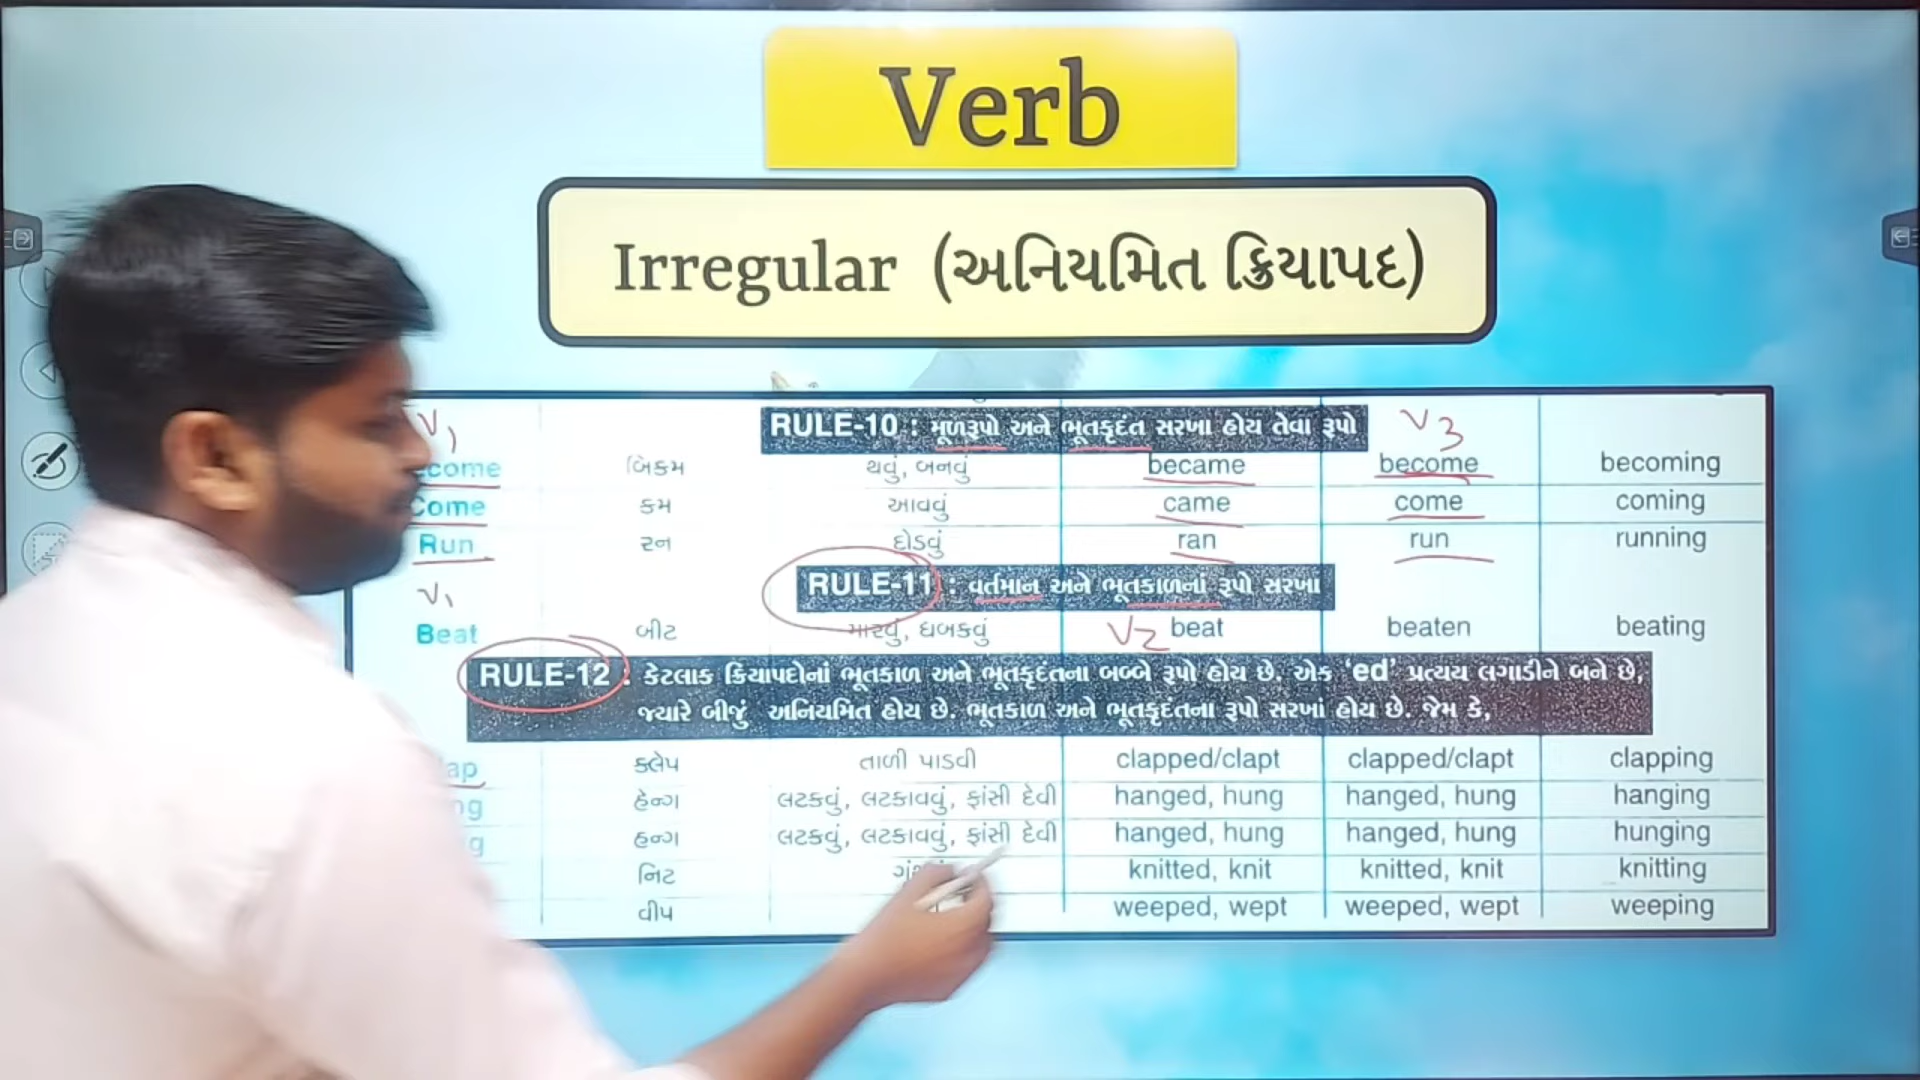 Verb
Irregular (અનિયમિત ક્રિયાપદ)
V1 RULE-10 : મૂળરૂપો અને ભૂતકૃદંત સરખા હોય તેવા રૂપો V3
બિકમ થવું, બનવું became become becoming
Come કમ આવવું came come coming
Run રન દોડવું ran run running
V1 RULE-11 : વર્તમાન અને ભૂતકાળનાં રૂપો સરખા
Beat બીટ મારવું, ધબકવું V2 beat beaten beating
RULE-12 : કેટલાક ક્રિયાપદોનાં ભૂતકાળ અને ભૂતકૃદંતના બબ્બે રૂપો હોય છે. એક ‘ed’ પ્રત્યય લગાડીને બને છે,
જ્યારે બીજું અનિયમિત હોય છે. ભૂતકાળ અને ભૂતકૃદંતના રૂપો સરખાં હોય છે. જેમ કે,
ક્લેપ તાળી પાડવી clapped/clapt clapped/clapt clapping
હેન્ગ લટકવું, લટકાવવું, ફાંસી દેવી hanged, hung hanged, hung hanging
હન્ગ લટકવું, લટકાવવું, ફાંસી દેવી hanged, hung hanged, hung hunging
નિટ knitted, knit knitted, knit knitting
વીપ weeped, wept weeped, wept weeping